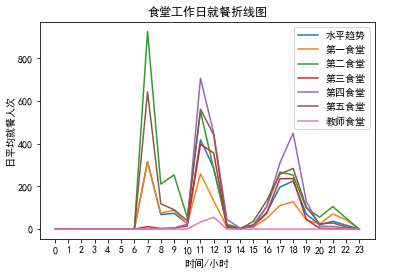 食堂工作日就餐折线图
日平均就餐人次
800
600
400
200
0
水平趋势
第一食堂
第二食堂
第三食堂
第四食堂
第五食堂
教师食堂
0 1 2 3 4 5 6 7 8 9 10 11 12 13 14 15 16 17 18 19 20 21 22 23
时间/小时